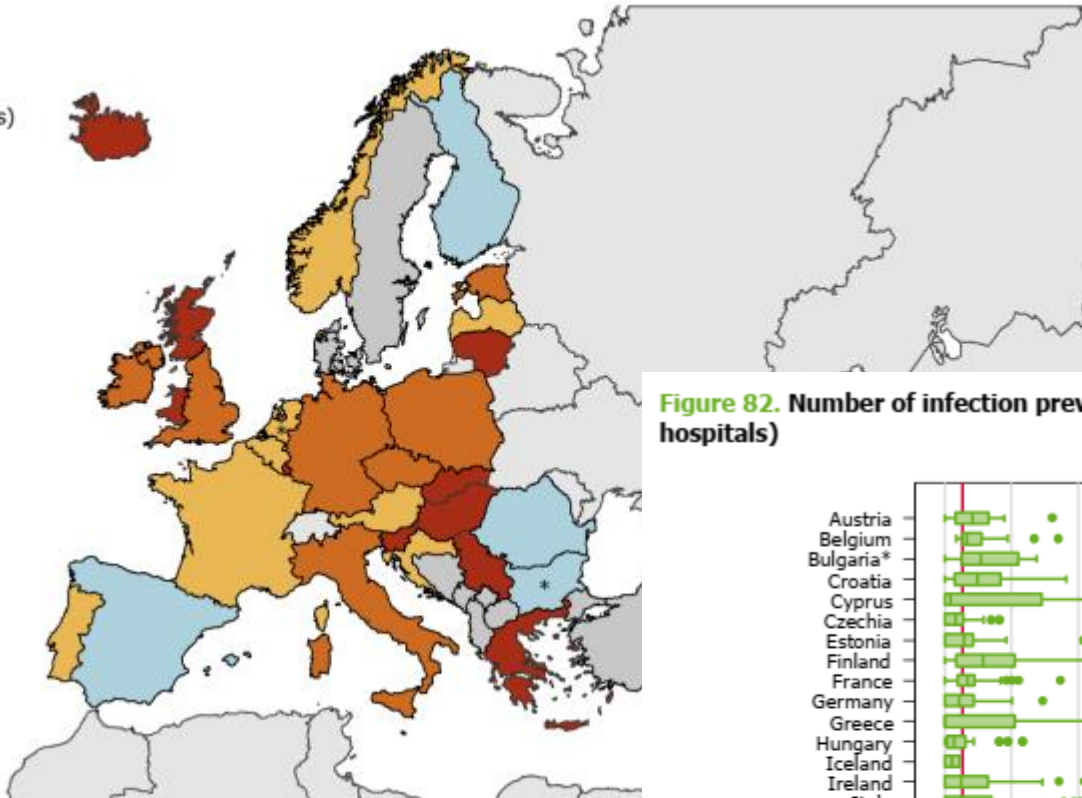 s)
*
*
Figure 82. Number of infection prev
hospitals)
Austria
Belgium
Bulgaria*
Croatia
Cyprus
Czechia
Estonia
Finland
France
Germany
Greece
Hungary
Iceland
Ireland